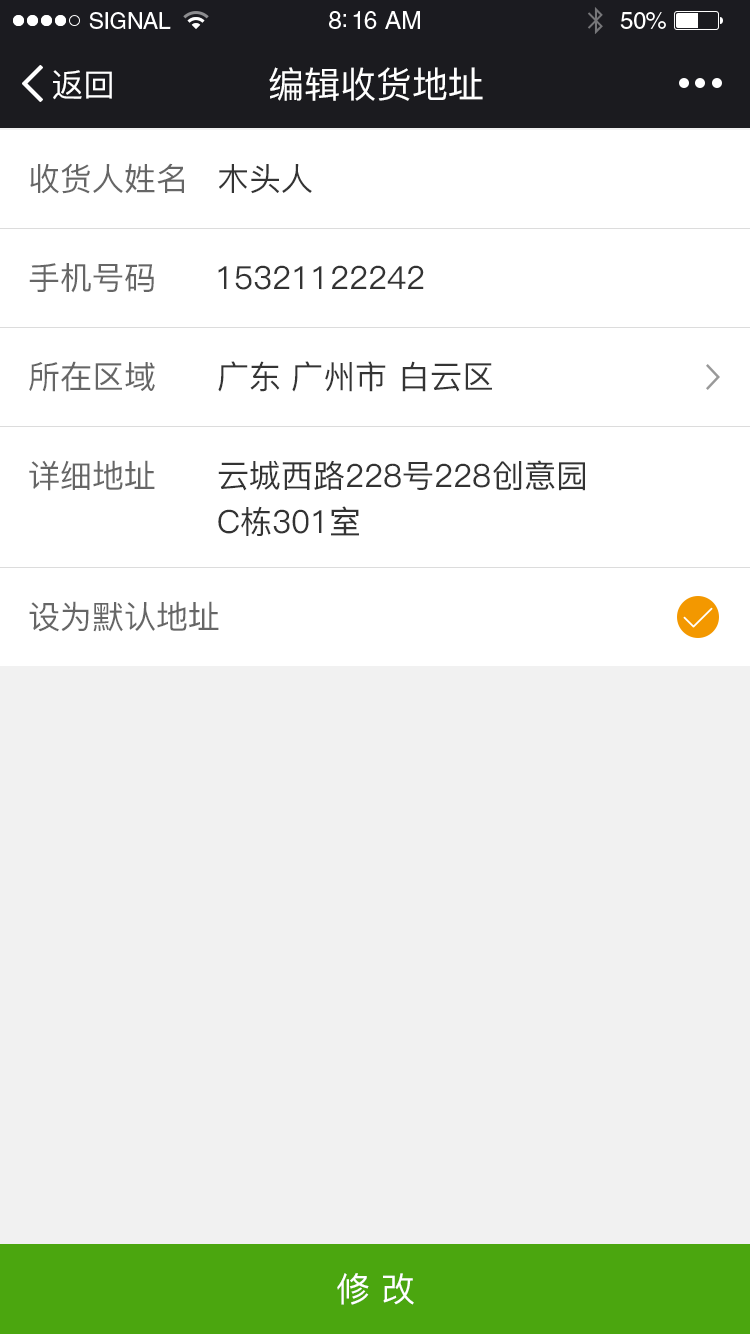 SIGNAL 8:16 AM 50%
返回 编辑收货地址
收货人姓名 木头人
手机号码 15321122242
所在区域 广东 广州市 白云区
详细地址 云城西路228号228创意园
C栋301室
设为默认地址
修 改